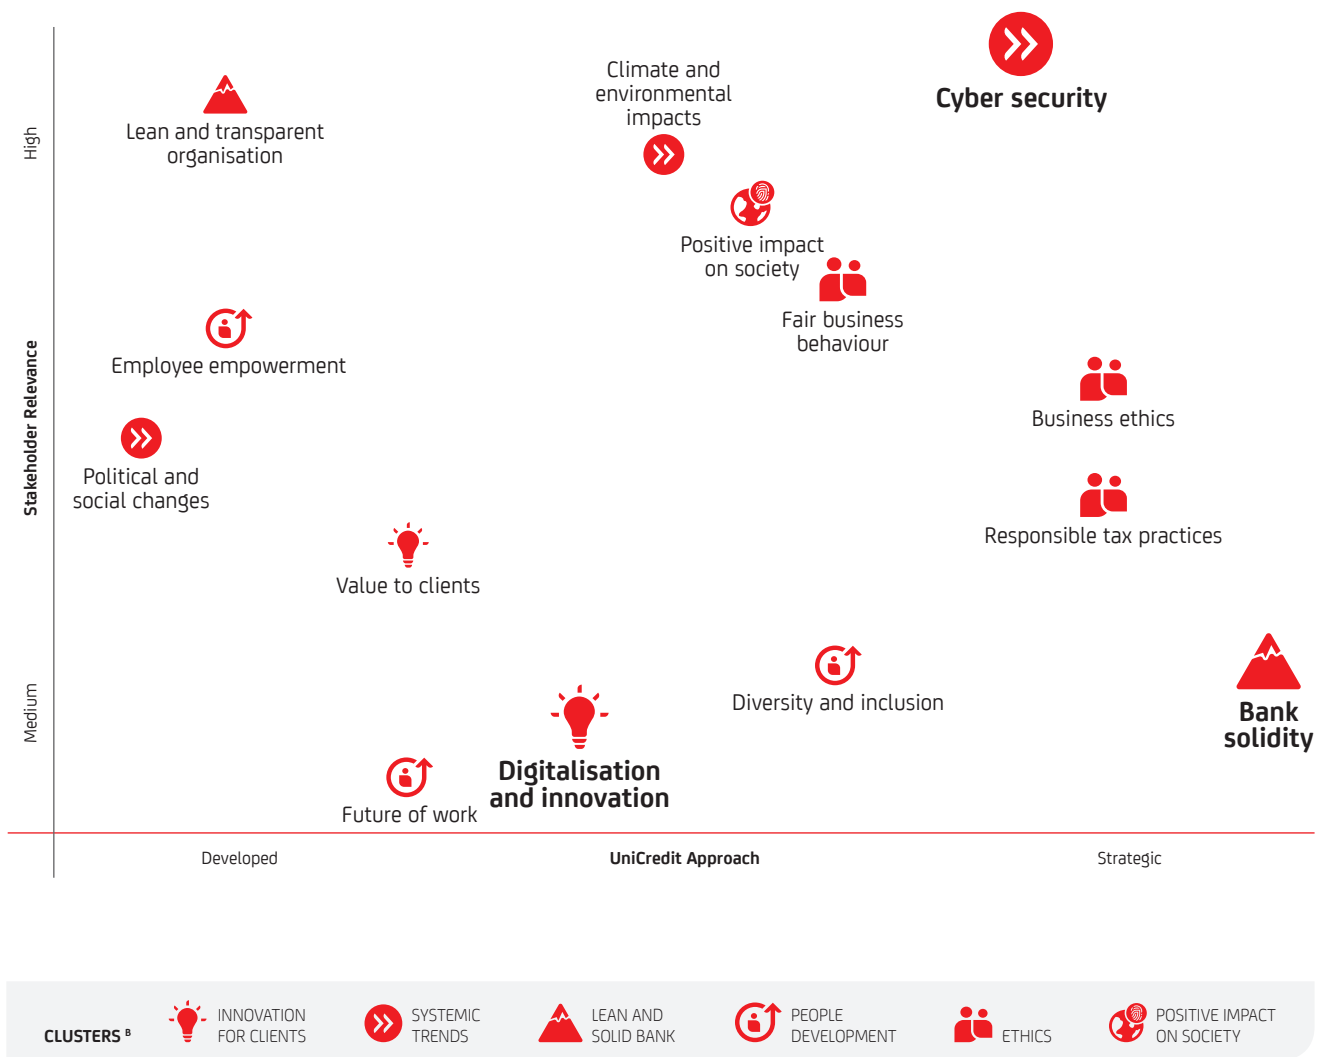 Climate and
environmental
impacts
Cyber security
Lean and transparent
organisation
High
Positive impact
on society
Fair business
behaviour
Employee empowerment
Stakeholder Relevance
Business ethics
Political and
social changes
Responsible tax practices
Value to clients
Diversity and inclusion
Medium
Bank
solidity
Digitalisation
and innovation
Future of work
Developed
UniCredit Approach
Strategic
CLUSTERS B
INNOVATION
FOR CLIENTS
SYSTEMIC
TRENDS
LEAN AND
SOLID BANK
PEOPLE
DEVELOPMENT
ETHICS
POSITIVE IMPACT
ON SOCIETY